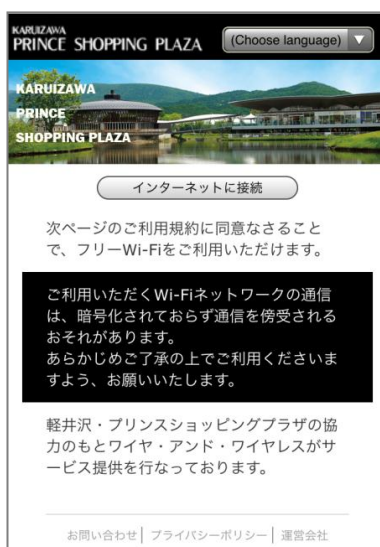 KARUIZAWA
PRINCE SHOPPING PLAZA
(Choose language)
KARUIZAWA
PRINCE
SHOPPING PLAZA
インターネットに接続
次ページのご利用規約に同意なさること
で、フリーWi-Fiをご利用いただけます。
ご利用いただくWi-Fiネットワークの通信
は、暗号化されておらず通信を傍受される
おそれがあります。
あらかじめご了承の上でご利用くださいま
すよう、お願いいたします。
軽井沢・プリンスショッピングプラザの協
力のもとワイヤ・アンド・ワイヤレスがサ
ービス提供を行なっております。
お問い合わせ│プライバシーポリシー│運営会社